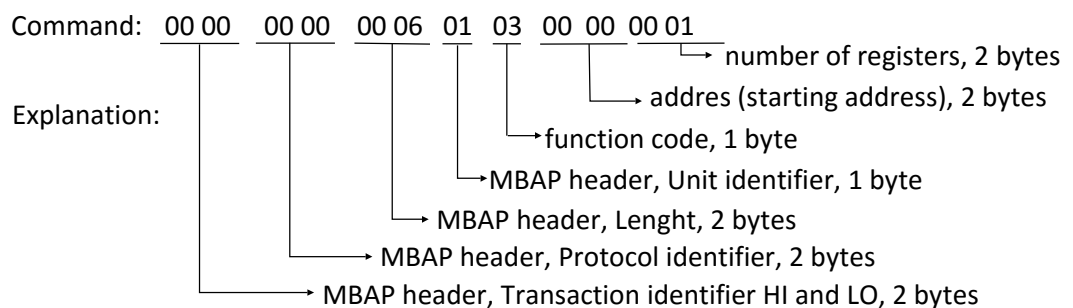 Command: 00 00 00 00 00 06 01 03 00 00 00 01
number of registers, 2 bytes
addres (starting address), 2 bytes
Explanation:
function code, 1 byte
MBAP header, Unit identifier, 1 byte
MBAP header, Lenght, 2 bytes
MBAP header, Protocol identifier, 2 bytes
MBAP header, Transaction identifier HI and LO, 2 bytes